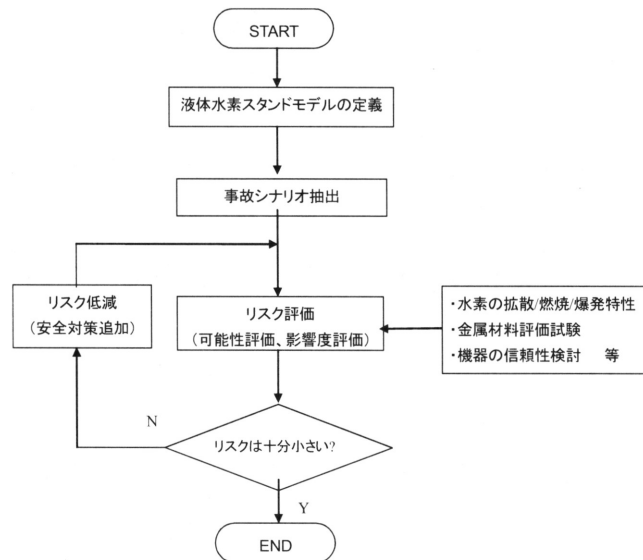 START
液体水素スタンドモデルの定義
事故シナリオ抽出
リスク低減
（安全対策追加）
リスク評価
（可能性評価、影響度評価）
・水素の拡散/燃焼/爆発特性
・金属材料評価試験
・機器の信頼性検討　等
N
リスクは十分小さい?
Y
END